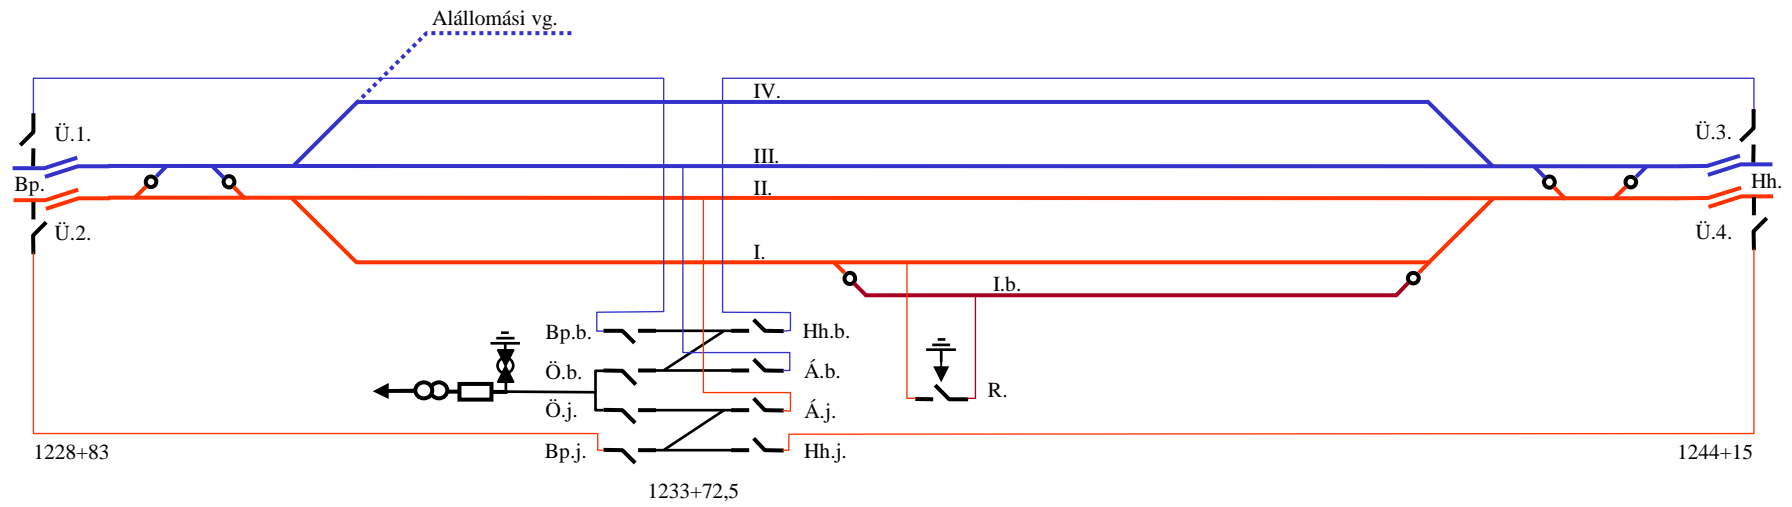 Alállomási vg.
IV.
Ü.1.
Ü.3.
III.
Bp.
II.
Hh.
Ü.2.
Ü.4.
I.
I.b.
Bp.b.
Hh.b.
Ö.b.
Á.b.
R.
Ö.j.
Á.j.
Bp.j.
Hh.j.
1228+83
1244+15
1233+72,5